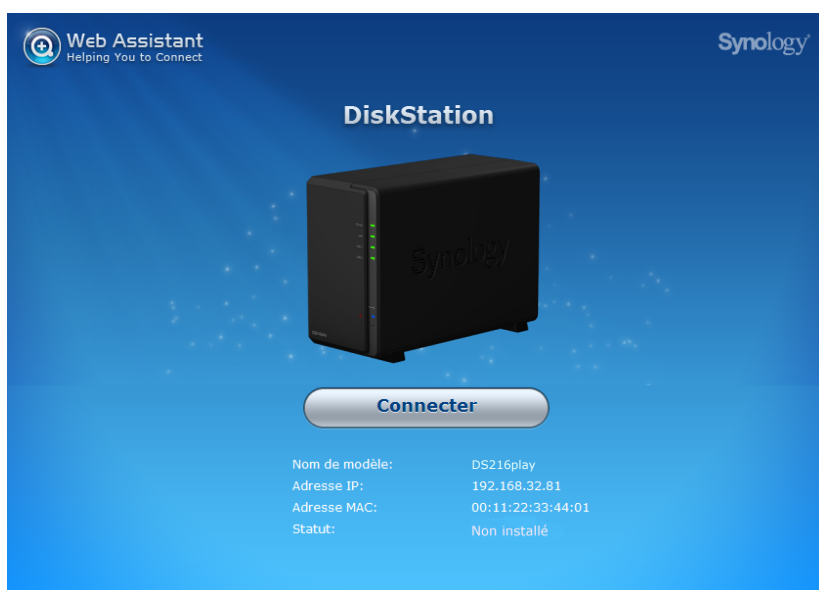 Web Assistant
Helping You to Connect
Synology
DiskStation
Synology
Connecter
Nom de modèle: DS216play
Adresse IP: 192.168.32.81
Adresse MAC: 00:11:22:33:44:01
Statut: Non installé